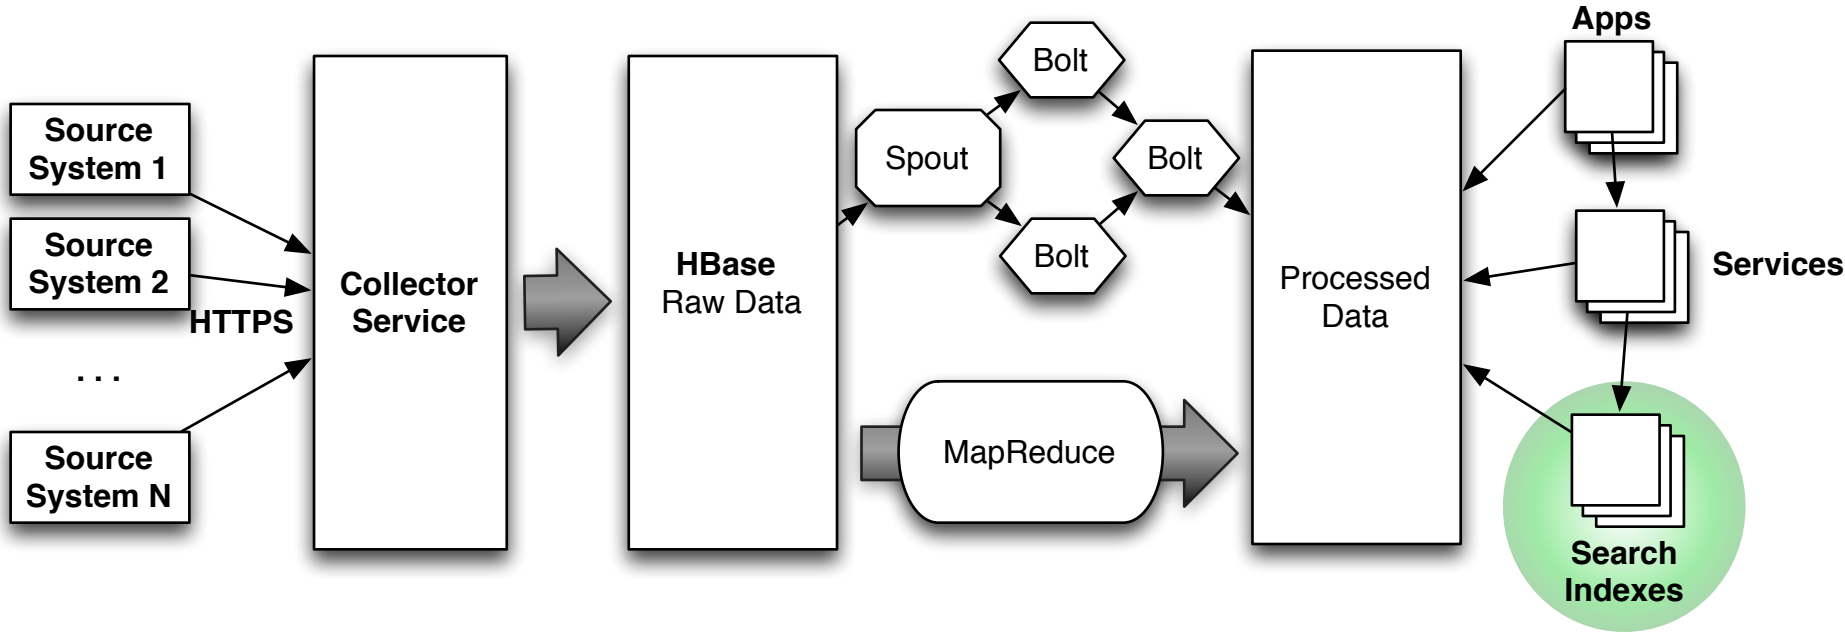 Source
System 1
Source
System 2
HTTPS
. . .
Source
System N
Collector
Service
HBase
Raw Data
Spout
Bolt
Bolt
Bolt
MapReduce
Processed
Data
Apps
Services
Search
Indexes